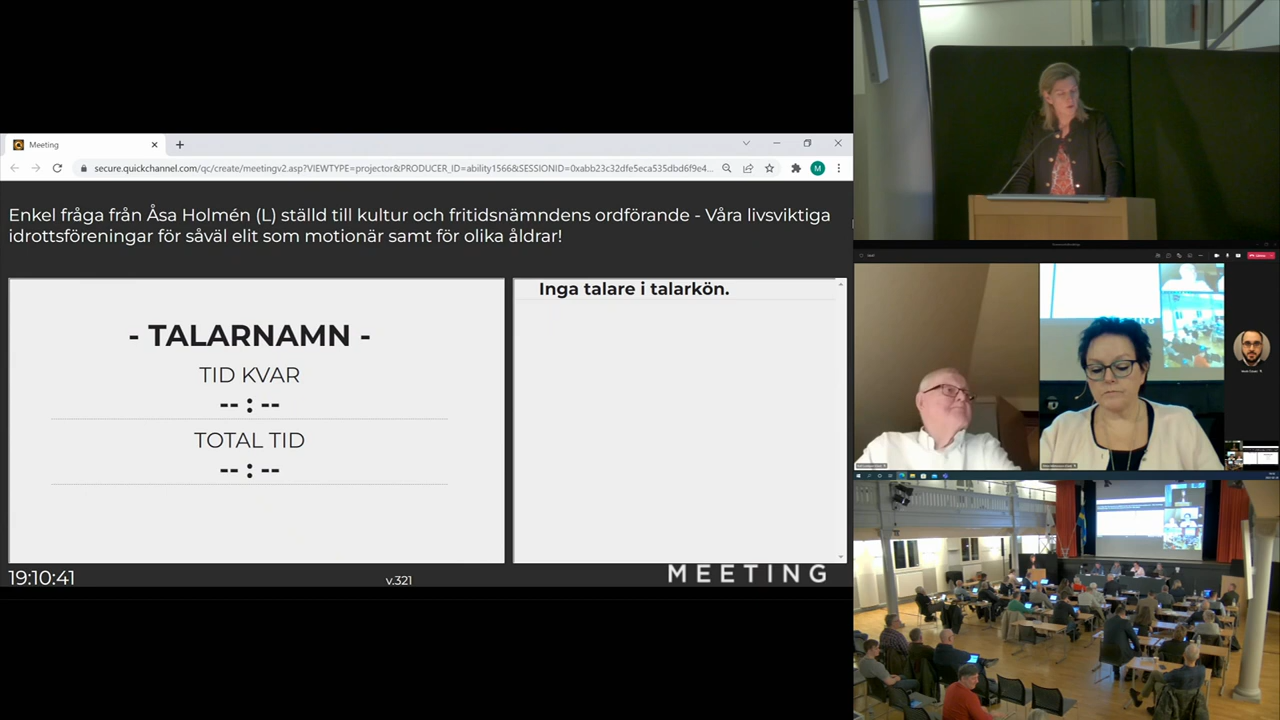 Meeting
secure.quickchannel.com/qc/create/meetingv2.asp?VIEWTYPE=projector&PRODUCER_ID=ability1566&SESSIONID=0xabb23c32dfe5eca535dbd6f9e4...
M
Enkel fråga från Åsa Holmén (L) ställd till kultur och fritidsnämndens ordförande - Våra livsviktiga
idrottsföreningar för såväl elit som motionär samt för olika åldrar!
- TALARNAMN -
TID KVAR
-- : --
TOTAL TID
-- : --
Inga talare i talarkön.
19:10:41
v.321
MEETING